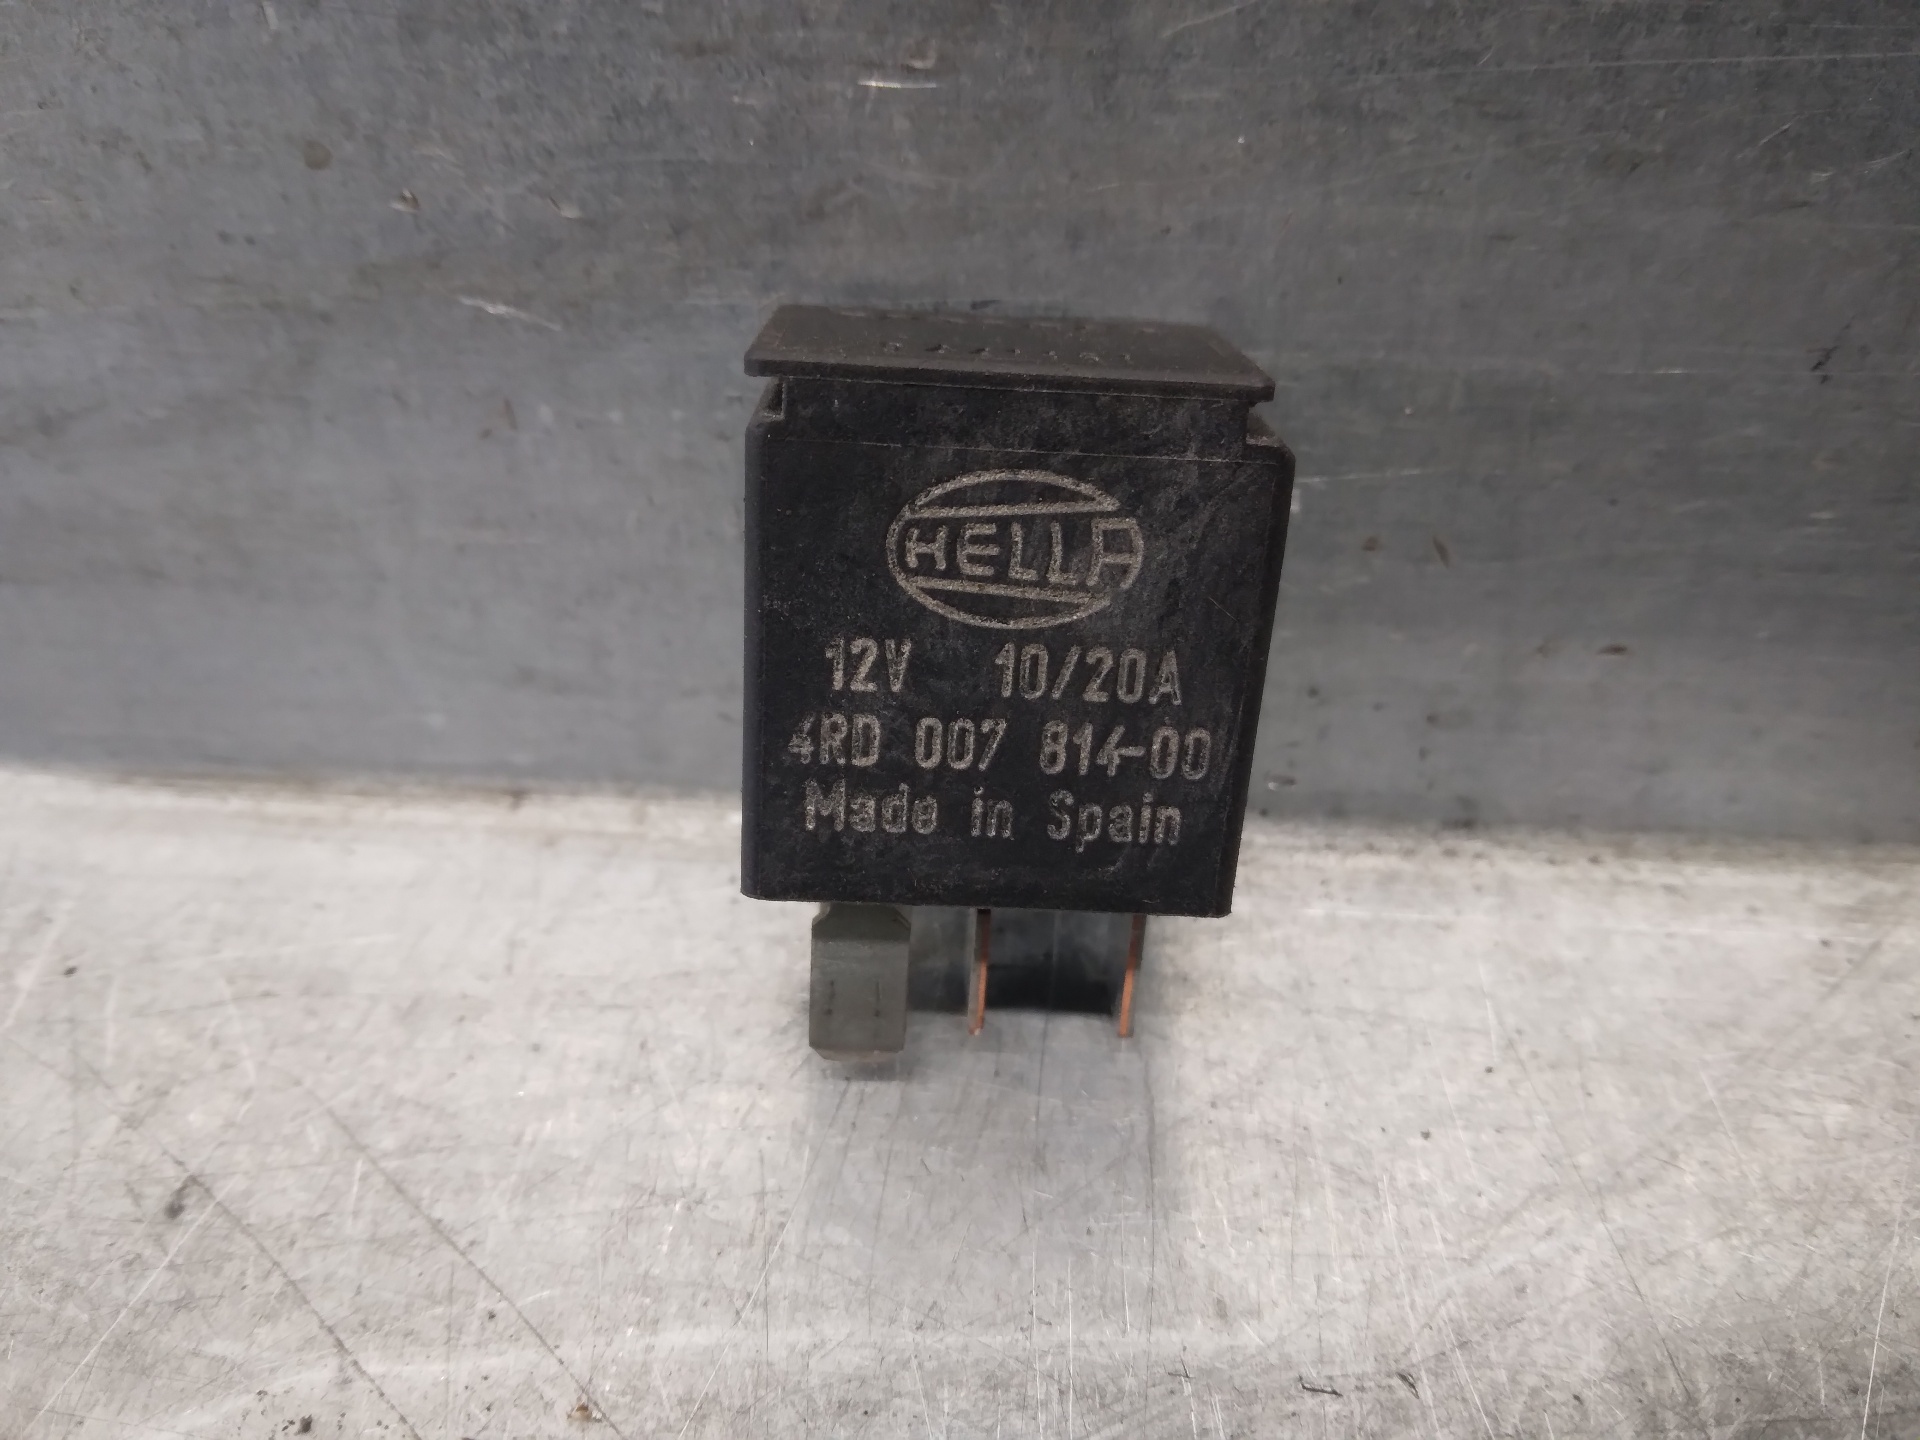 HELLA
12V 10/20A
4RD 007 814-00
Made in Spain